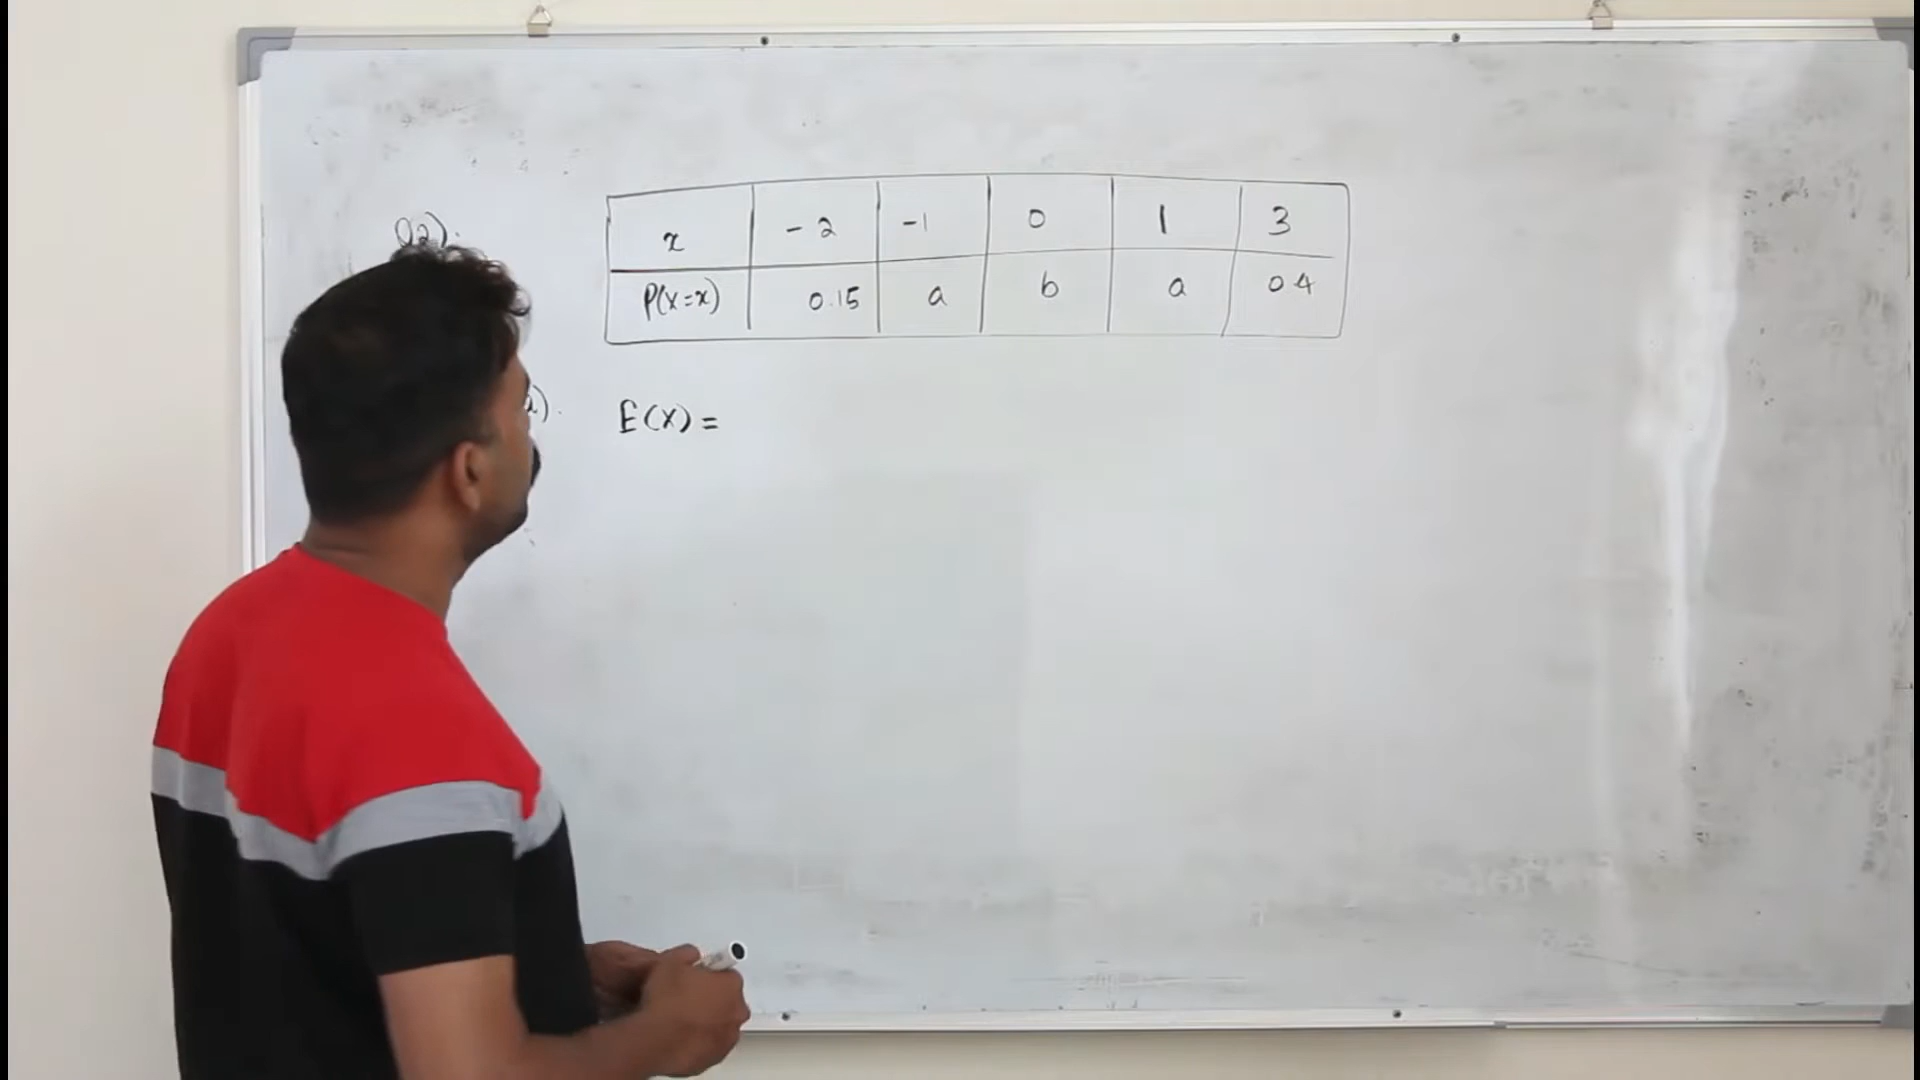 Q2).
x -2 -1 0 1 3
P(X=x) 0.15 a b a 0.4
a). E(X) =